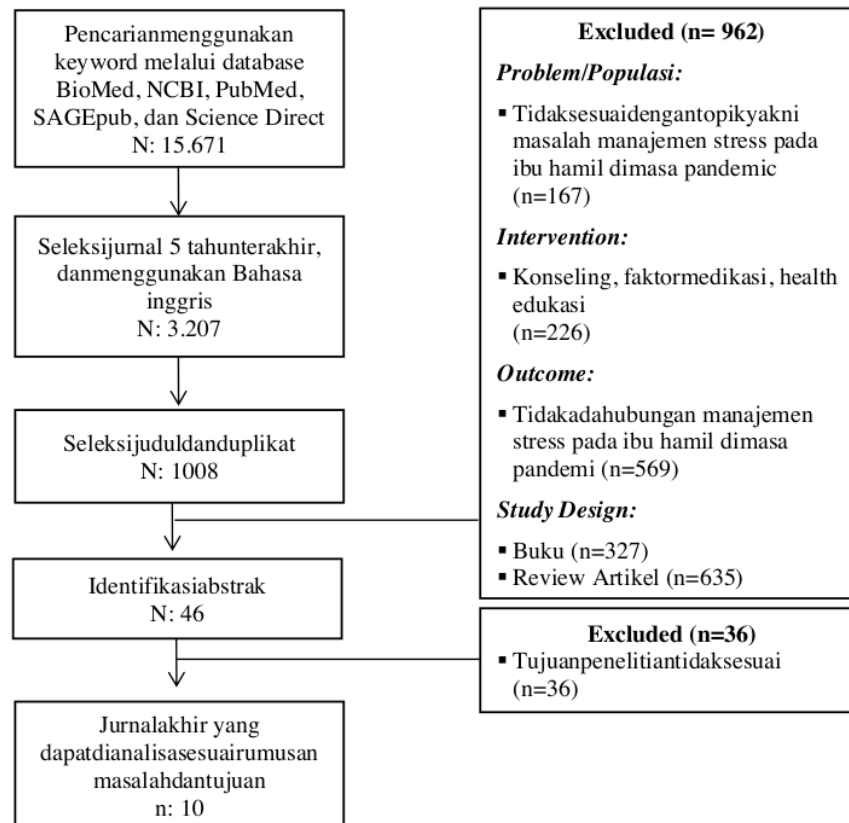 Pencarianmenggunakan
keyword melalui database
BioMed, NCBI, PubMed,
SAGEpub, dan Science Direct
N: 15.671
Seleksijurnal 5 tahunterakhir,
danmenggunakan Bahasa
inggris
N: 3.207
Seleksijuduldanduplikat
N: 1008
Identifikasiabstrak
N: 46
Jurnalakhir yang
dapatdianalisasesuairumusan
masalahdantujuan
n: 10
Excluded (n= 962)
Problem/Populasi:
▪ Tidaksesuaidengantopikyakni
masalah manajemen stress pada
ibu hamil dimasa pandemic
(n=167)
Intervention:
▪ Konseling, faktormedikasi, health
edukasi
(n=226)
Outcome:
▪ Tidakadahubungan manajemen
stress pada ibu hamil dimasa
pandemi (n=569)
Study Design:
▪ Buku (n=327)
▪ Review Artikel (n=635)
Excluded (n=36)
▪ Tujuanpenelitiantidaksesuai
(n=36)